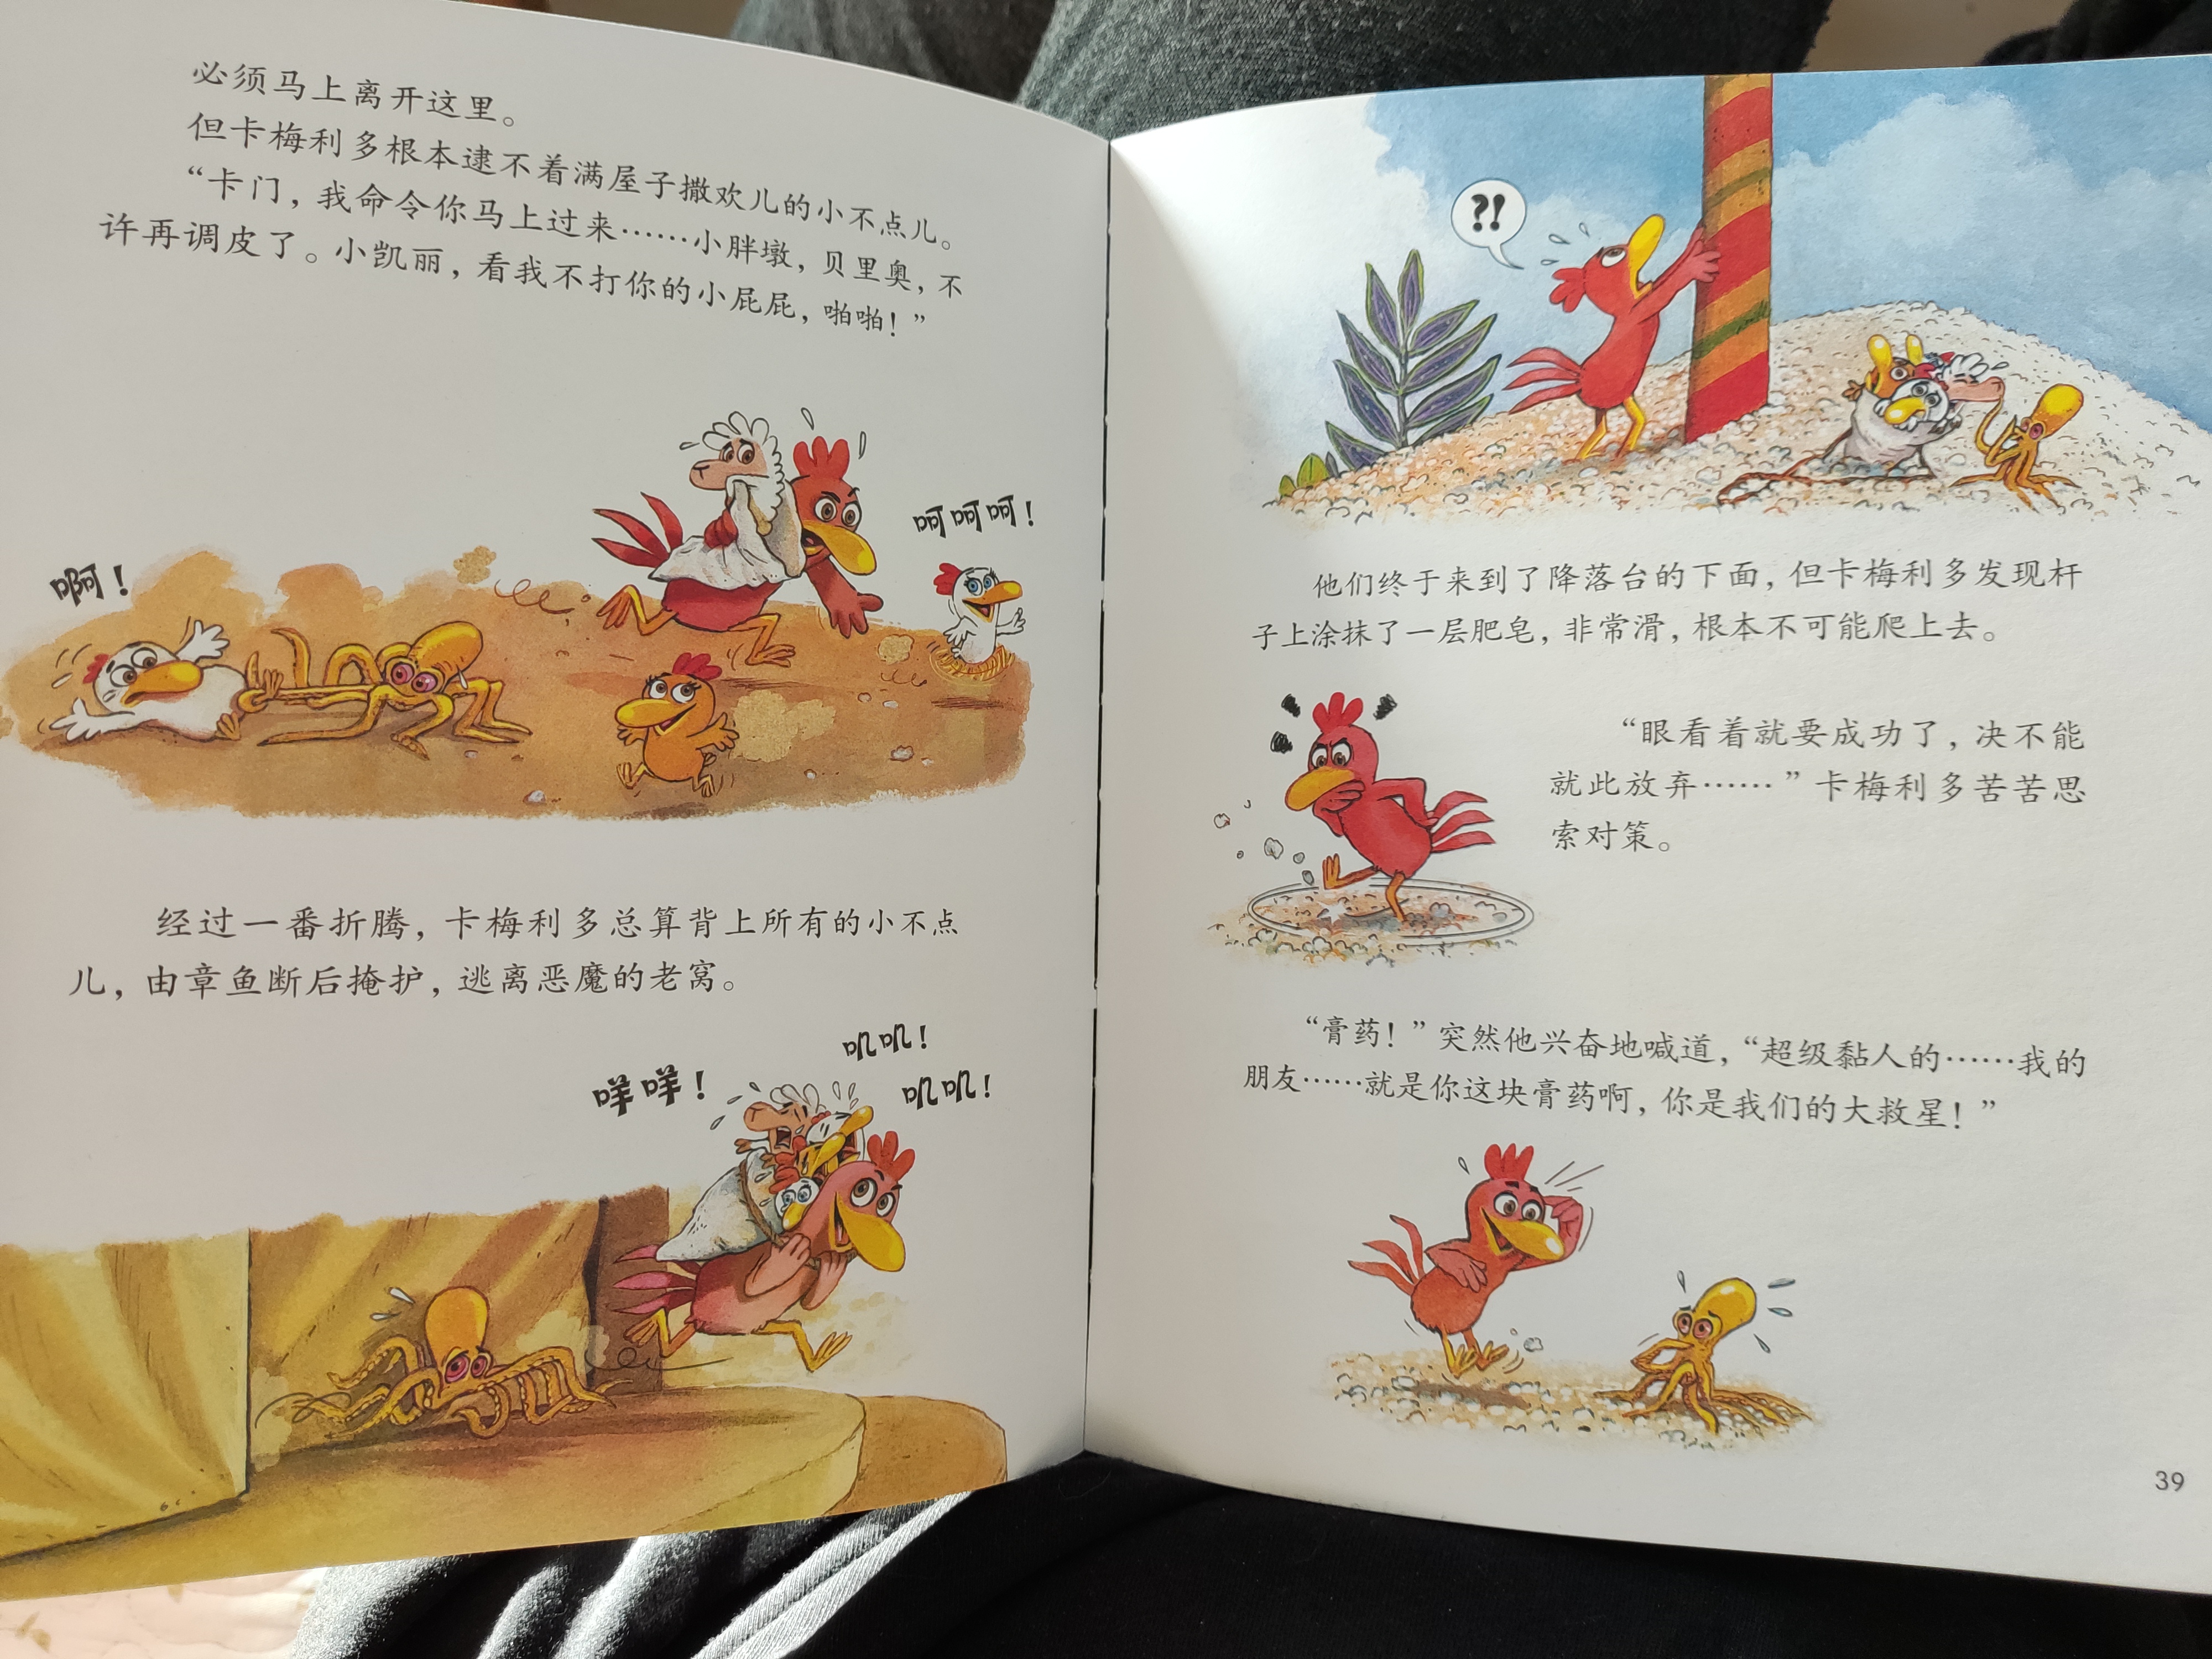 必须马上离开这里。
但卡梅利多根本逮不着满屋子撒欢儿的小不点儿。
“卡门，我命令你马上过来……小胖墩，贝里奥，不
许再调皮了。小凯丽，看我不打你的小屁屁，啪啪！”
呵呵呵！
啊！
经过一番折腾，卡梅利多总算背上所有的小不点
儿，由章鱼断后掩护，逃离恶魔的老窝。
叽叽！
咩咩！
叽叽！
?!
他们终于来到了降落台的下面，但卡梅利多发现杆
子上涂抹了一层肥皂，非常滑，根本不可能爬上去。
“眼看着就要成功了，决不能
就此放弃……”卡梅利多苦苦思
索对策。
“膏药！”突然他兴奋地喊道，“超级黏人的……我的
朋友……就是你这块膏药啊，你是我们的大救星！”
39